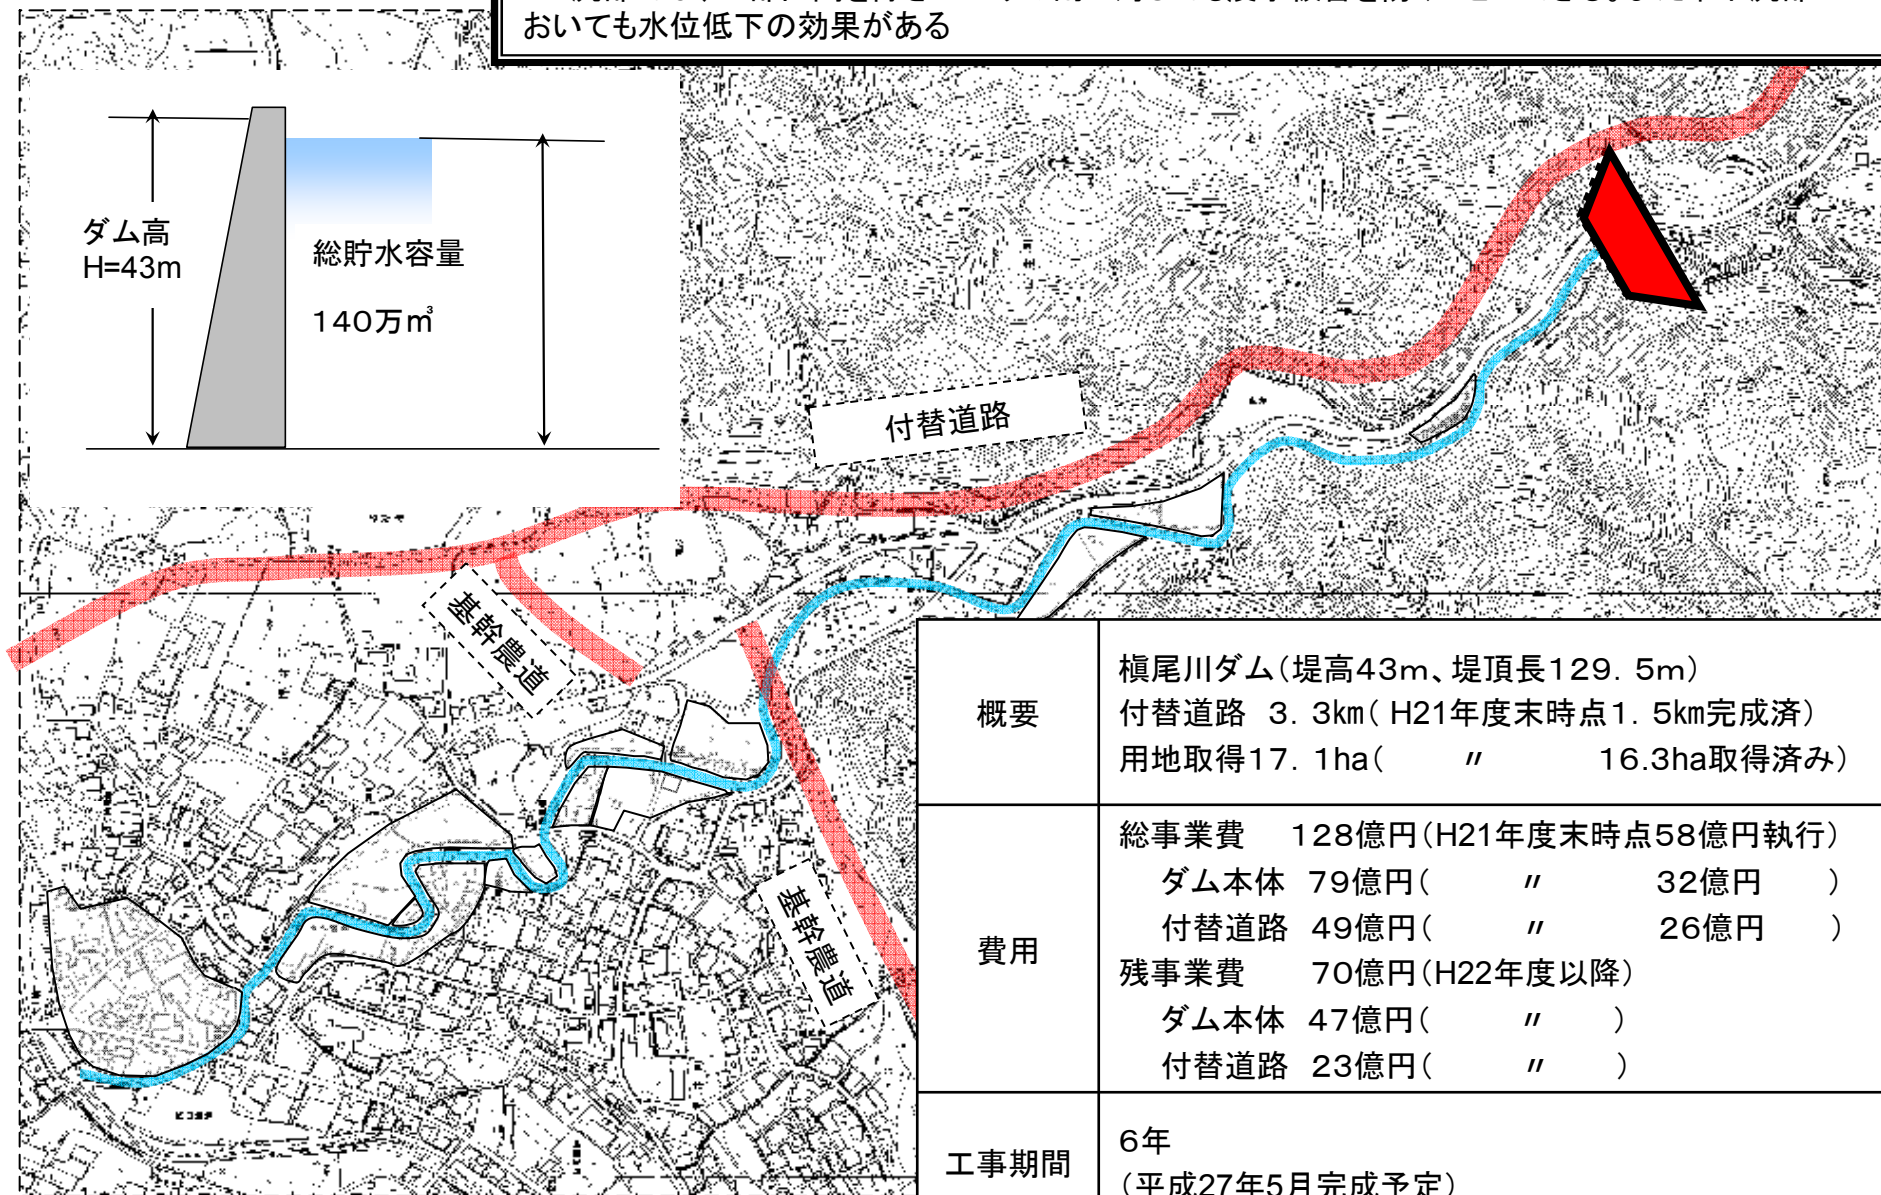 おいても水位低下の効果がある
ダム高
H=43m
総貯水容量
140万㎥
付替道路
基幹農道
基幹農道
概要
槇尾川ダム(堤高43m、堤頂長129.5m)
付替道路 3.3km(H21年度末時点1.5km完成済)
用地取得17.1ha( 〃 16.3ha取得済み)
費用
総事業費 128億円(H21年度末時点58億円執行)
ダム本体 79億円( 〃 32億円 )
付替道路 49億円( 〃 26億円 )
残事業費 70億円(H22年度以降)
ダム本体 47億円( 〃 )
付替道路 23億円( 〃 )
工事期間
6年
(平成27年5月完成予定)